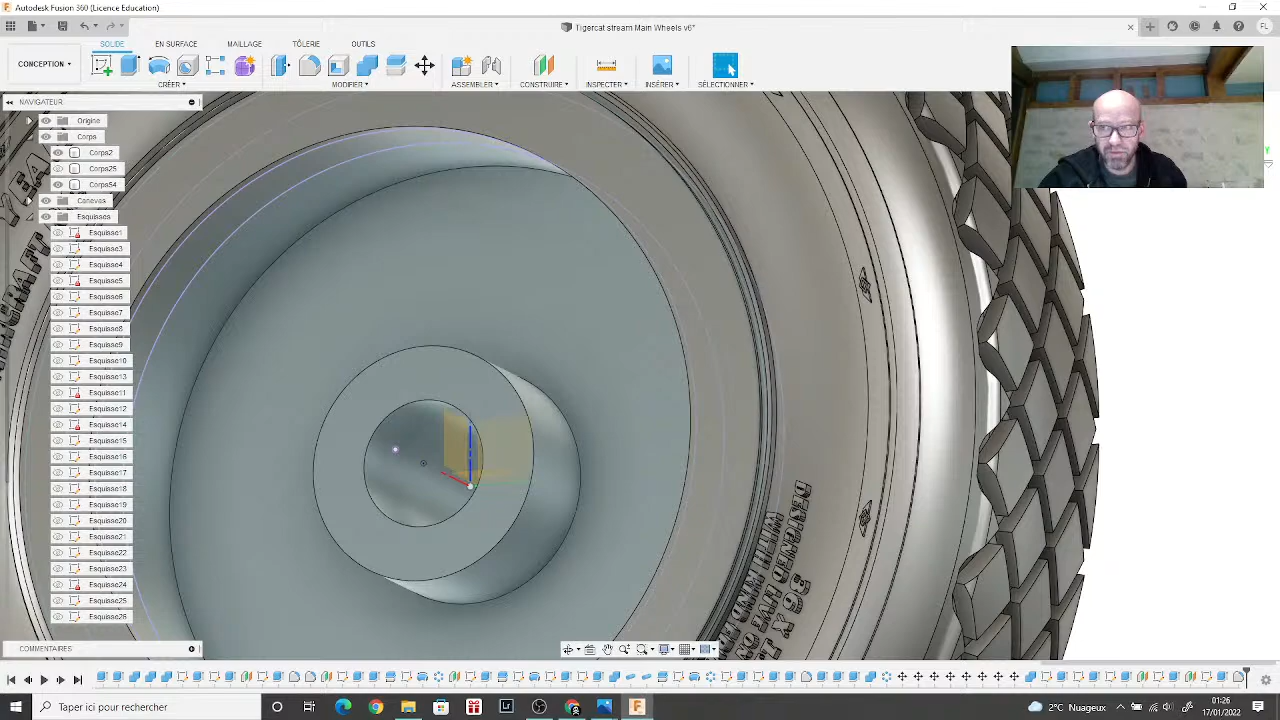 Autodesk Fusion 360 (Licence Education)
Tigercat stream Main Wheels v6*
FL
SOLIDE EN SURFACE MAILLAGE TÔLERIE OUTILS
CONCEPTION
CRÉER MODIFIER ASSEMBLER CONSTRUIRE INSPECTER INSÉRER SÉLECTIONNER
NAVIGATEUR
Origine
Corps
Corps2
Corps25
Corps54
Canevas
Esquisses
Esquisse1
Esquisse3
Esquisse4
Esquisse5
Esquisse6
Esquisse7
Esquisse8
Esquisse9
Esquisse10
Esquisse13
Esquisse11
Esquisse12
Esquisse14
Esquisse15
Esquisse16
Esquisse17
Esquisse18
Esquisse19
Esquisse20
Esquisse21
Esquisse22
Esquisse23
Esquisse24
Esquisse25
Esquisse26
COMMENTAIRES
Taper ici pour rechercher
2°C Nuageux
01:26
17/01/2022